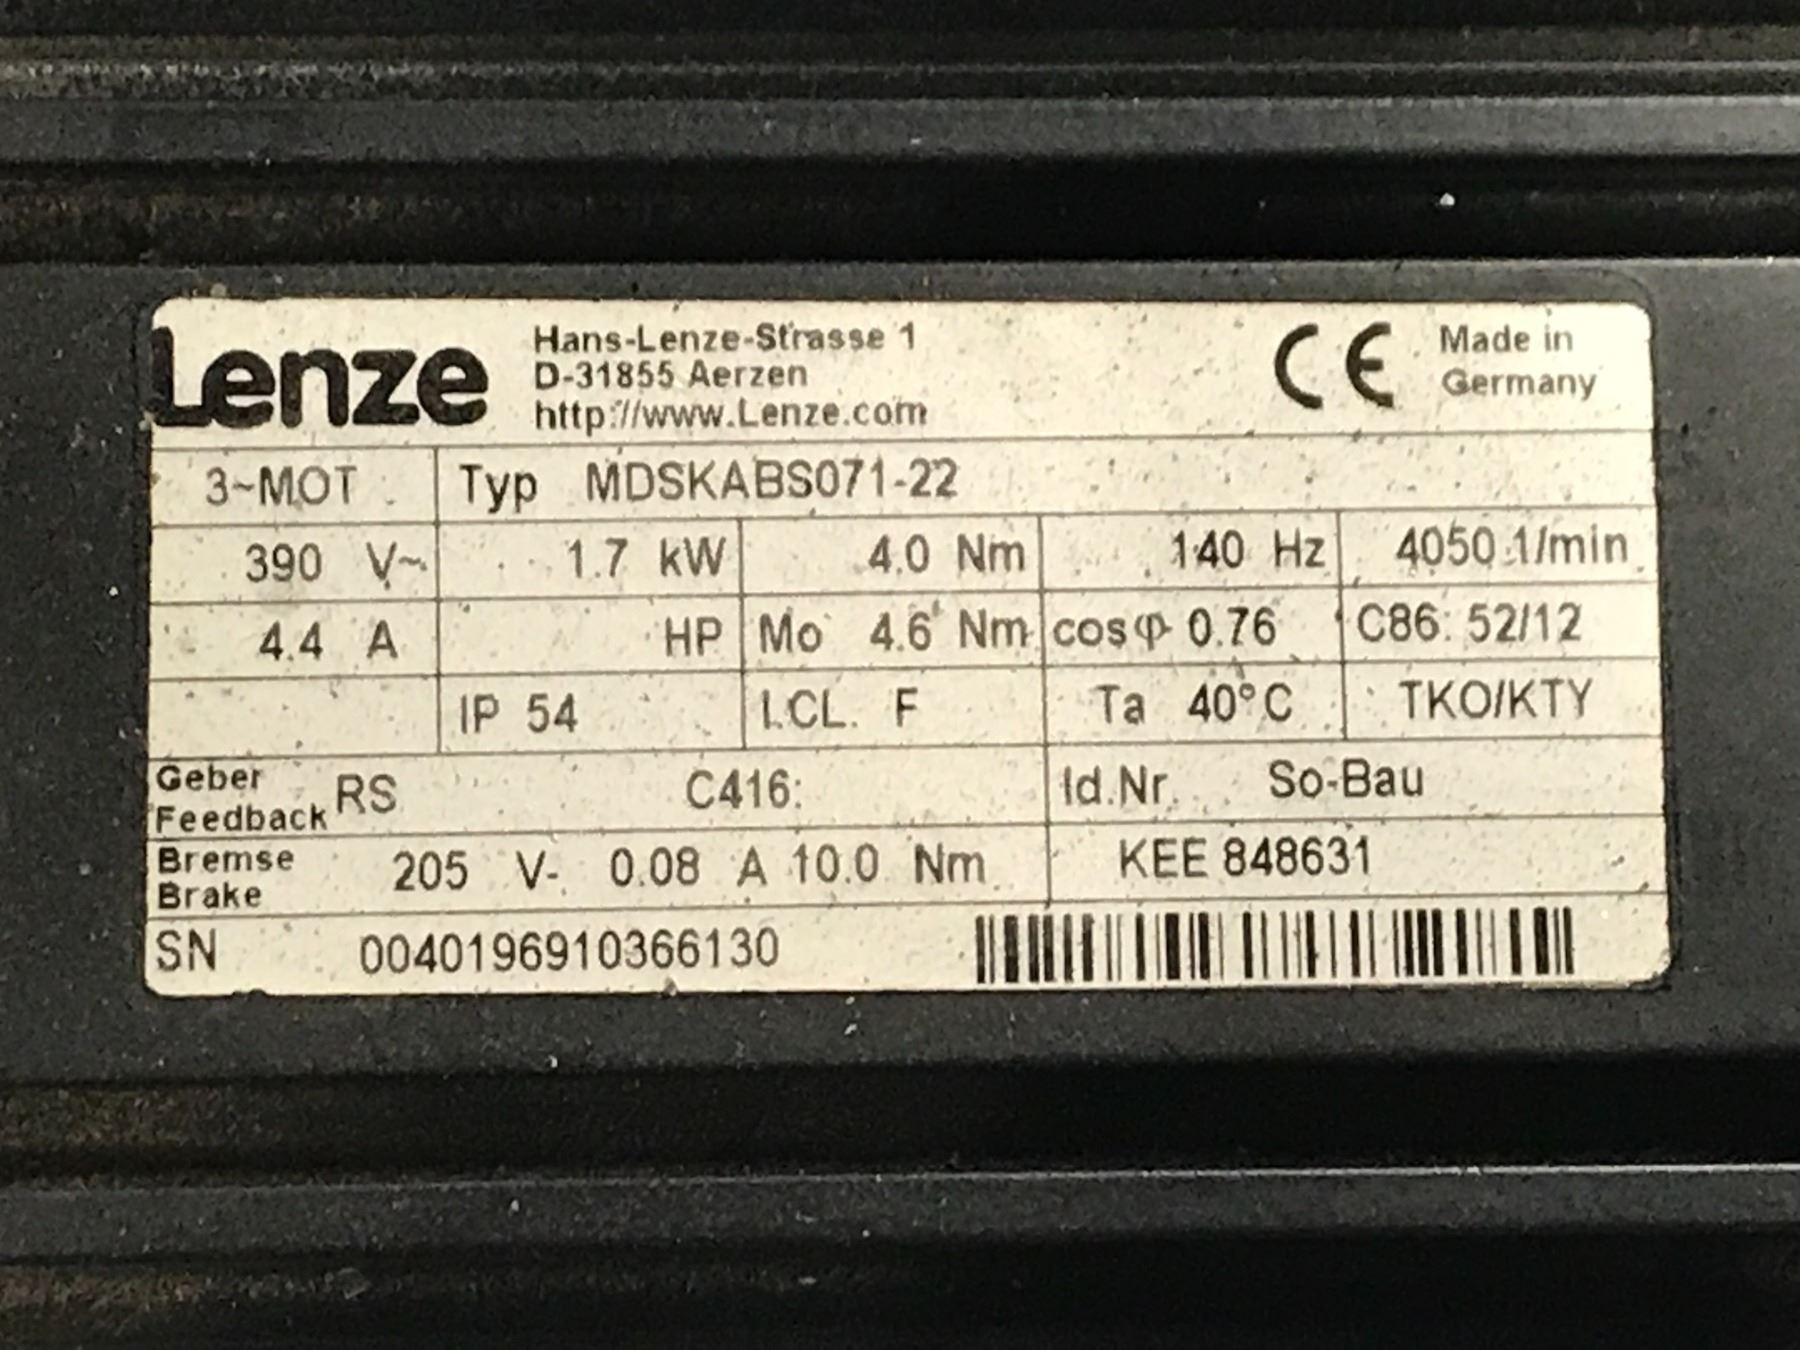 Lenze
Hans-Lenze-Strasse 1
D-31855 Aerzen
http://www.Lenze.com
CE
Made in
Germany
3~MOT Typ MDSKABS071-22
390 V~ 1.7 kW 4.0 Nm 140 Hz 4050 1/min
4.4 A HP Mo 4.6 Nm cosφ 0.76 C86: 52/12
IP 54 I.CL. F Ta 40°C TKO/KTY
Geber
Feedback RS C416: Id.Nr. So-Bau
Bremse
Brake 205 V- 0.08 A 10.0 Nm KEE 848631
SN 0040196910366130